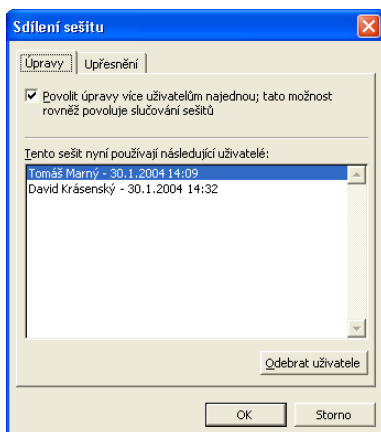 Sdílení sešitu
Úpravy Upřesnění
Povolit úpravy více uživatelům najednou; tato možnost
rovněž povoluje slučování sešitů
Tento sešit nyní používají následující uživatelé:
Tomáš Marný - 30.1.2004 14:09
David Krásenský - 30.1.2004 14:32
Odebrat uživatele
OK Storno